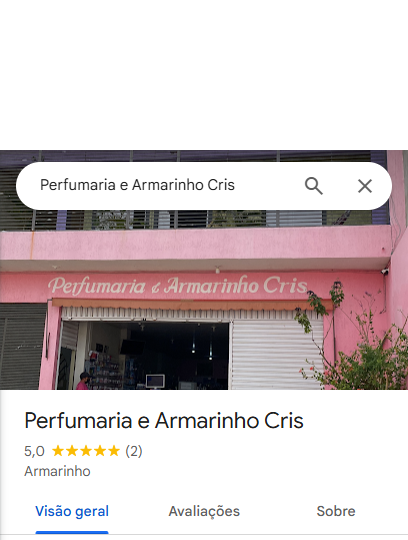 Perfumaria e Armarinho Cris
Perfumaria e Armarinho Cris
Perfumaria e Armarinho Cris
5,0 (2)
Armarinho
Visão geral Avaliações Sobre